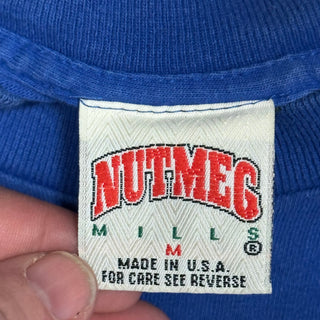 NUTMEG
MILLS
M ®
MADE IN U.S.A.
FOR CARE SEE REVERSE